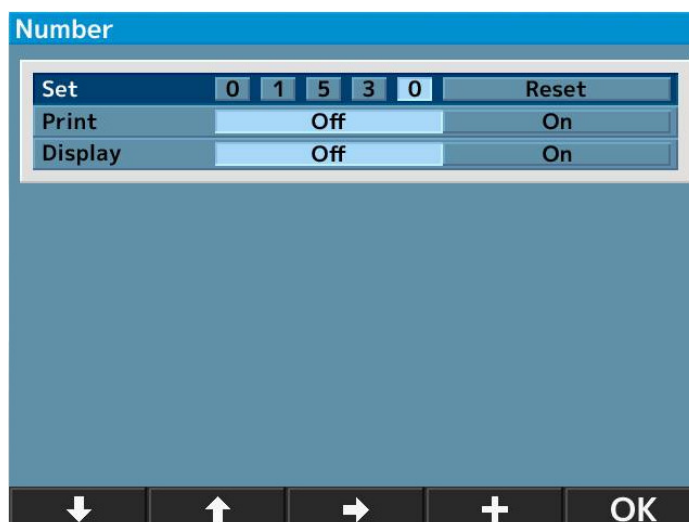 Number
Set 0 1 5 3 0 Reset
Print Off On
Display Off On
OK